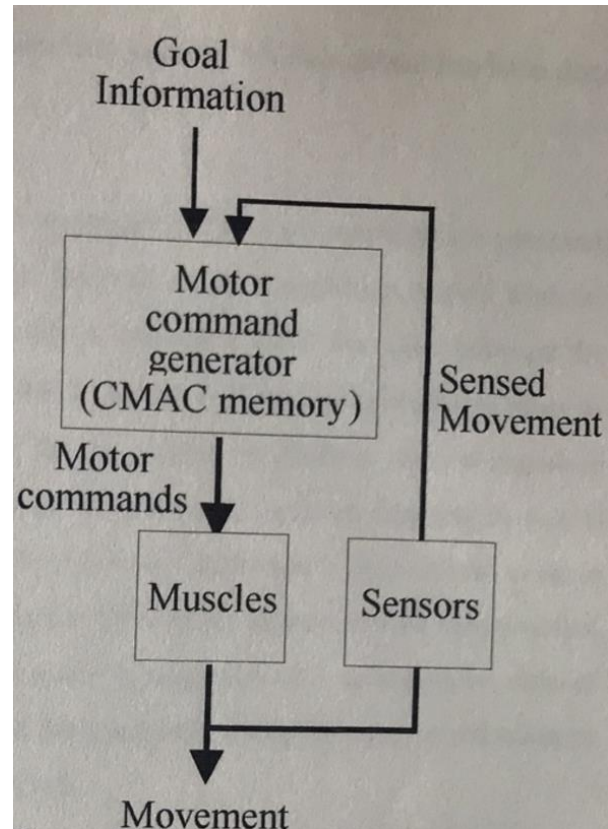 Goal
Information
Motor
command
generator
(CMAC memory)
Sensed
Movement
Motor
commands
Muscles
Sensors
Movement